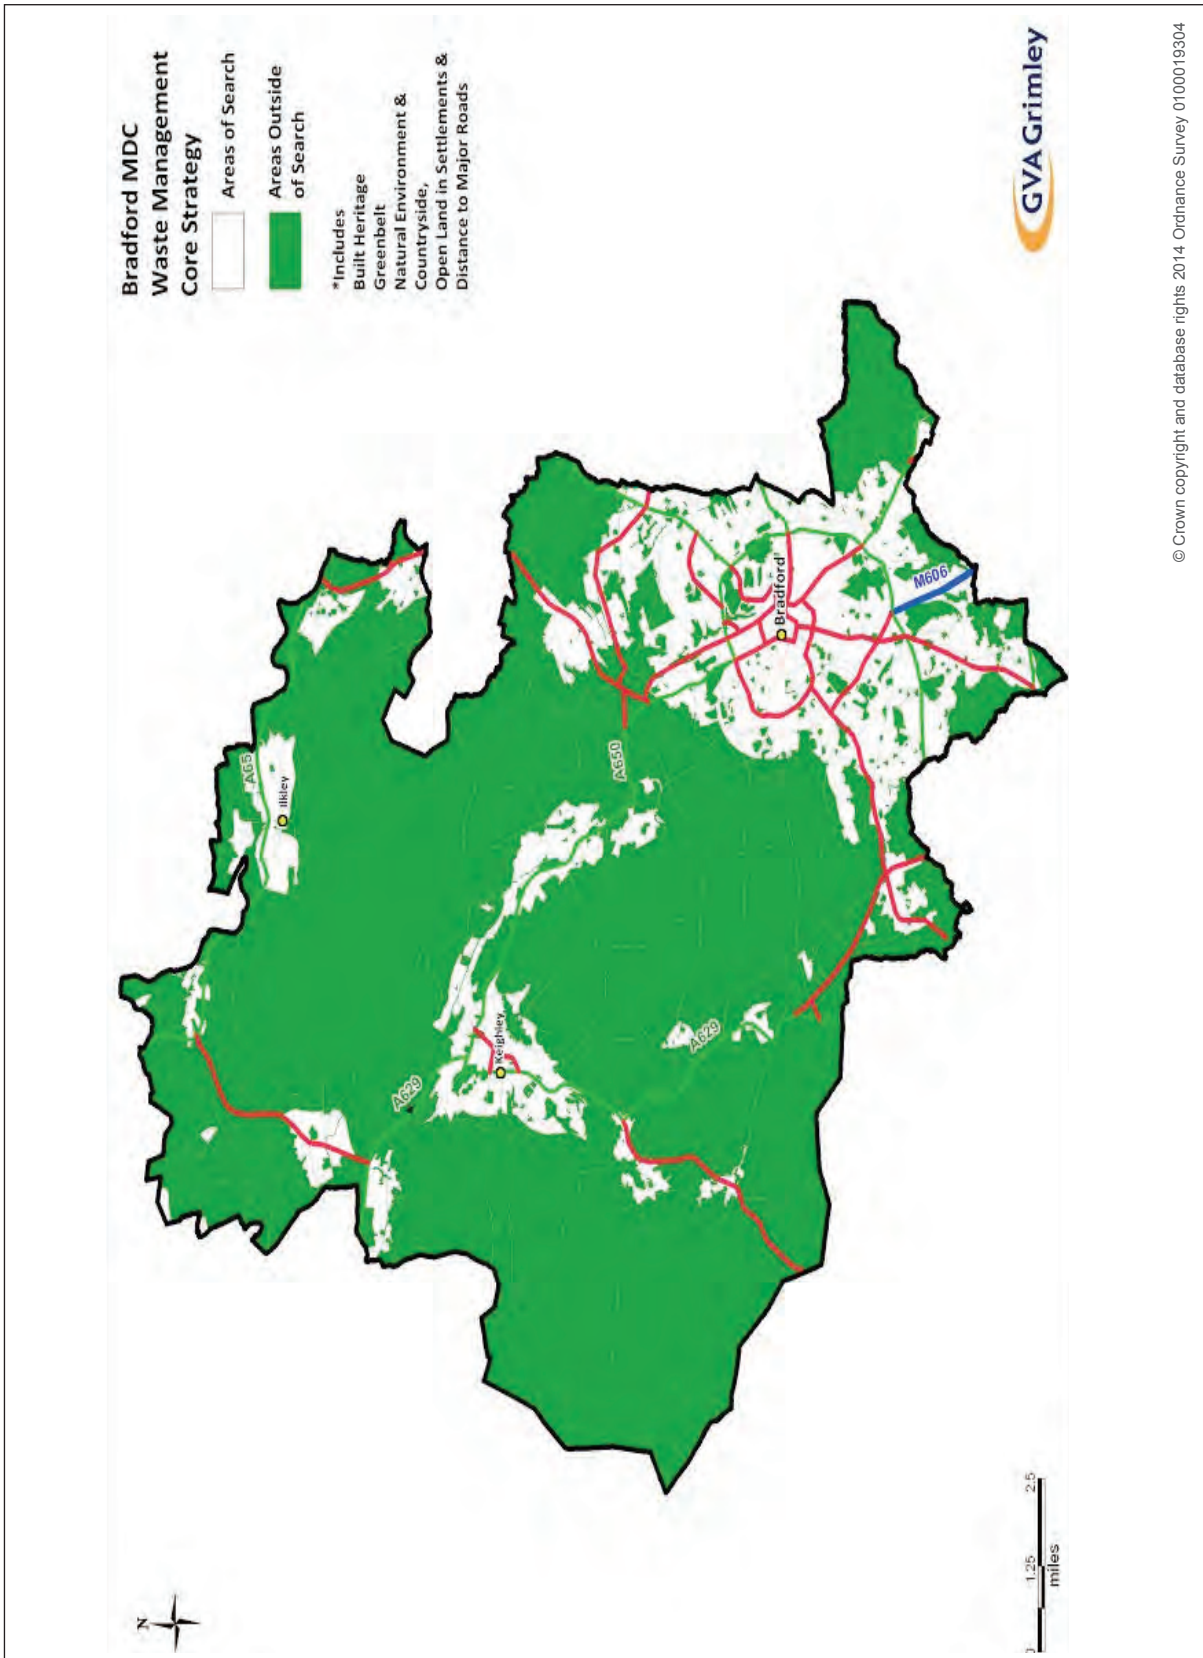 Bradford MDC
Waste Management
Core Strategy
Areas of Search
Areas Outside
of Search
*Includes
Built Heritage
Greenbelt
Natural Environment &
Countryside,
Open Land in Settlements &
Distance to Major Roads
N
A65
Ilkley
A629
Keighley
A650
A629
Bradford
M606
0 1.25 2.5
miles
GVA Grimley
© Crown copyright and database rights 2014 Ordnance Survey 0100019304